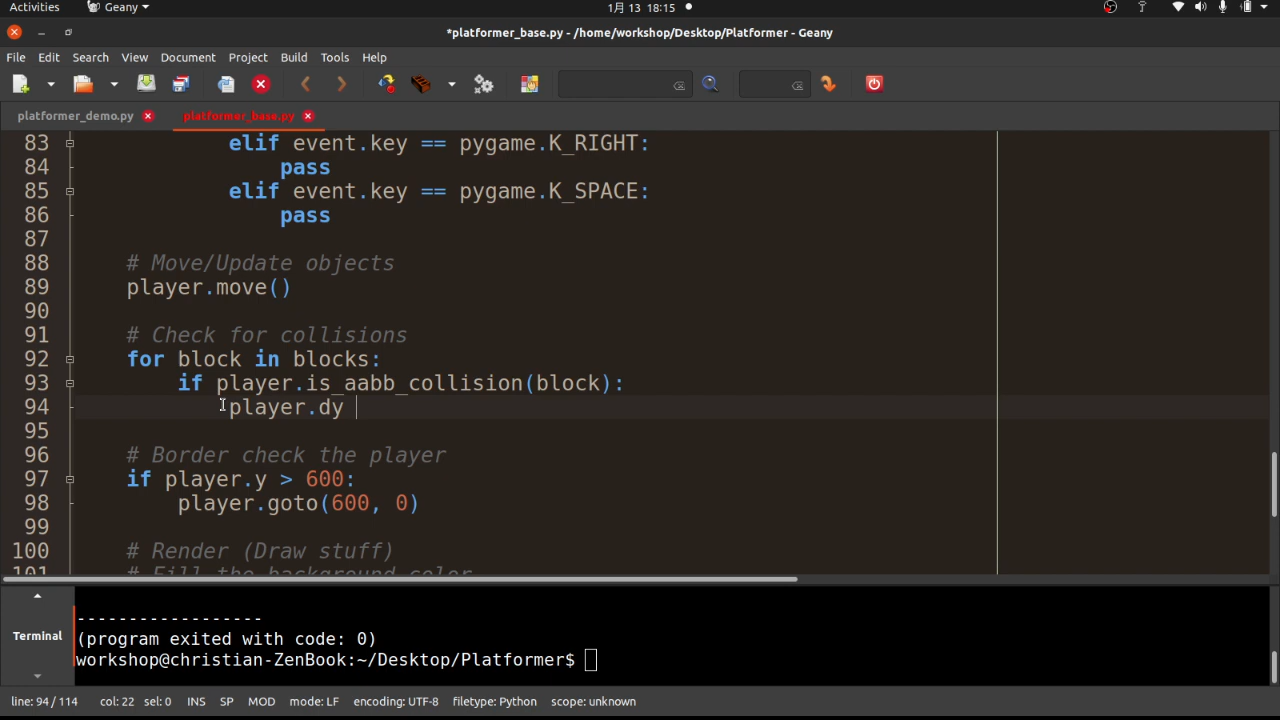 Activities Geany 1月 13 18:15
*platformer_base.py - /home/workshop/Desktop/Platformer - Geany
File Edit Search View Document Project Build Tools Help
platformer_demo.py platformer_base.py
83 elif event.key == pygame.K_RIGHT:
84 pass
85 elif event.key == pygame.K_SPACE:
86 pass
87
88 # Move/Update objects
89 player.move()
90
91 # Check for collisions
92 for block in blocks:
93 if player.is_aabb_collision(block):
94 player.dy
95
96 # Border check the player
97 if player.y > 600:
98 player.goto(600, 0)
99
100 # Render (Draw stuff)
101 # Fill the background color
------------------
Terminal (program exited with code: 0)
workshop@christian-ZenBook:~/Desktop/Platformer$
line: 94 / 114 col: 22 sel: 0 INS SP MOD mode: LF encoding: UTF-8 filetype: Python scope: unknown